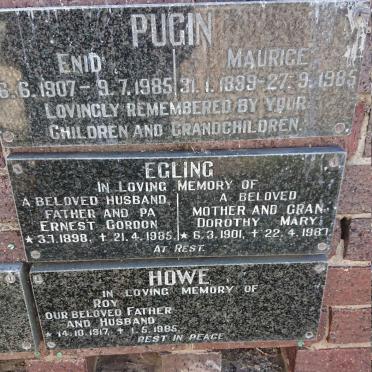 PUGIN
ENID MAURICE
6.6.1907 - 9.7.1985 31.1.1899 - 27.9.1985
LOVINGLY REMEMBERED BY YOUR
CHILDREN AND GRANDCHILDREN.
EGLING
IN LOVING MEMORY OF
A BELOVED HUSBAND,
FATHER AND PA
ERNEST GORDON
* 3.1.1898. + 21.4.1985.
A BELOVED
MOTHER AND GRAN
DOROTHY MARY
* 6.3.1901. + 22.4.1987
AT REST.
HOWE
IN LOVING MEMORY OF
ROY
OUR BELOVED FATHER
AND HUSBAND
* 14.10.1917. + 1.5.1985.
REST IN PEACE